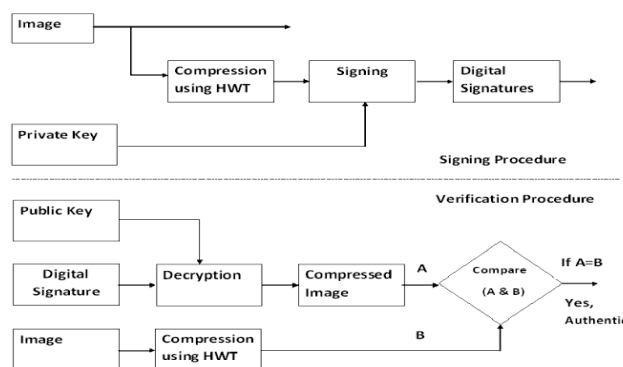 Image
Compression
using HWT
Signing
Digital
Signatures
Private Key
Signing Procedure
Verification Procedure
Public Key
Digital
Signature
Decryption
Compressed
Image
A
Compare
(A & B)
If A=B
Yes,
Authentic
Image
Compression
using HWT
B